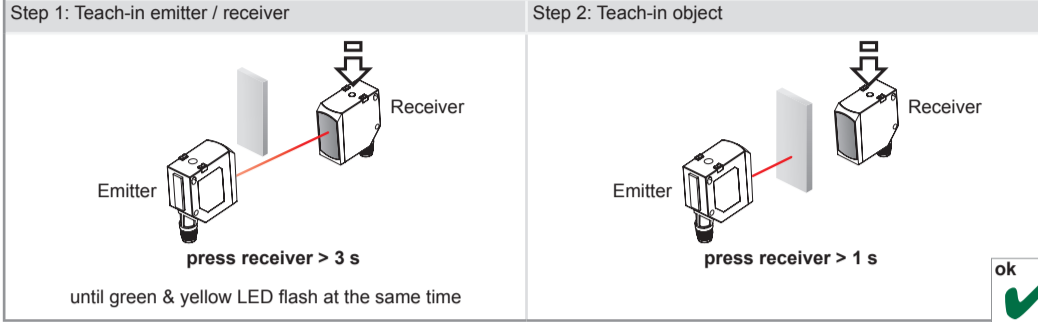 Step 1: Teach-in emitter / receiver
Step 2: Teach-in object
Receiver
Emitter
press receiver > 3 s
until green & yellow LED flash at the same time
Receiver
Emitter
press receiver > 1 s
ok